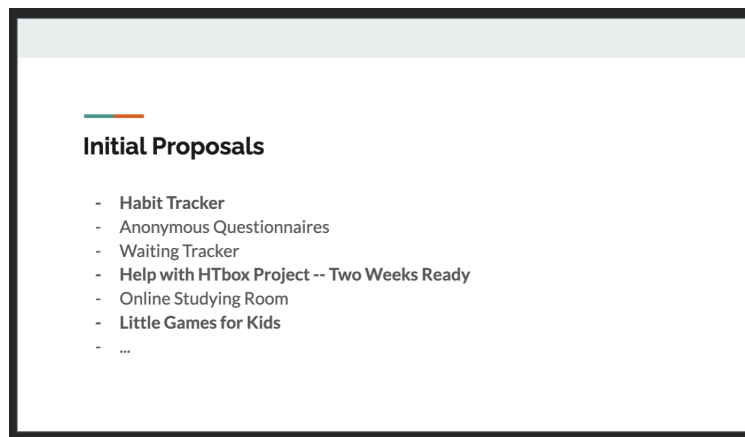 Initial Proposals
- Habit Tracker
- Anonymous Questionnaires
- Waiting Tracker
- Help with HTbox Project -- Two Weeks Ready
- Online Studying Room
- Little Games for Kids
- ...